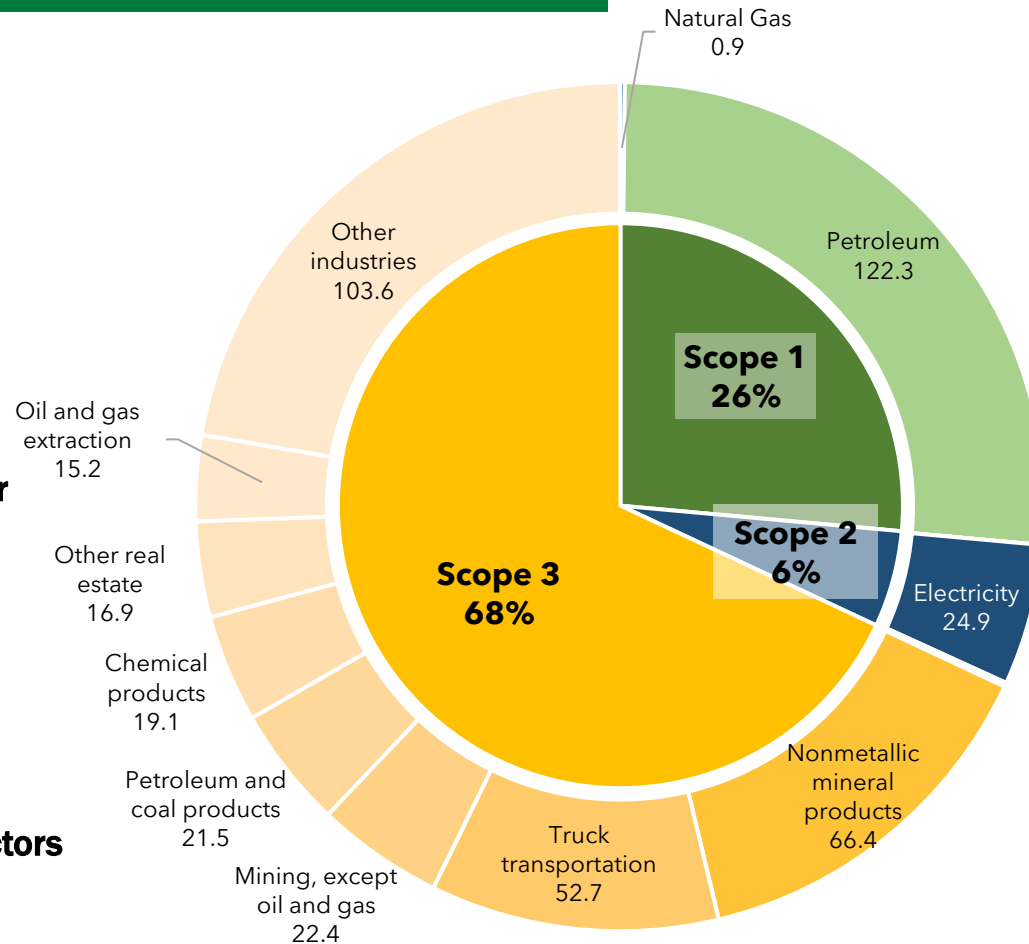 Natural Gas
0.9
Petroleum
122.3
Other
industries
103.6
Scope 1
26%
Oil and gas
extraction
15.2
r
Scope 2
6%
Electricity
24.9
Scope 3
68%
Other real
estate
16.9
Chemical
products
19.1
Nonmetallic
mineral
products
66.4
Petroleum and
coal products
21.5
ctors
Truck
transportation
52.7
Mining, except
oil and gas
22.4